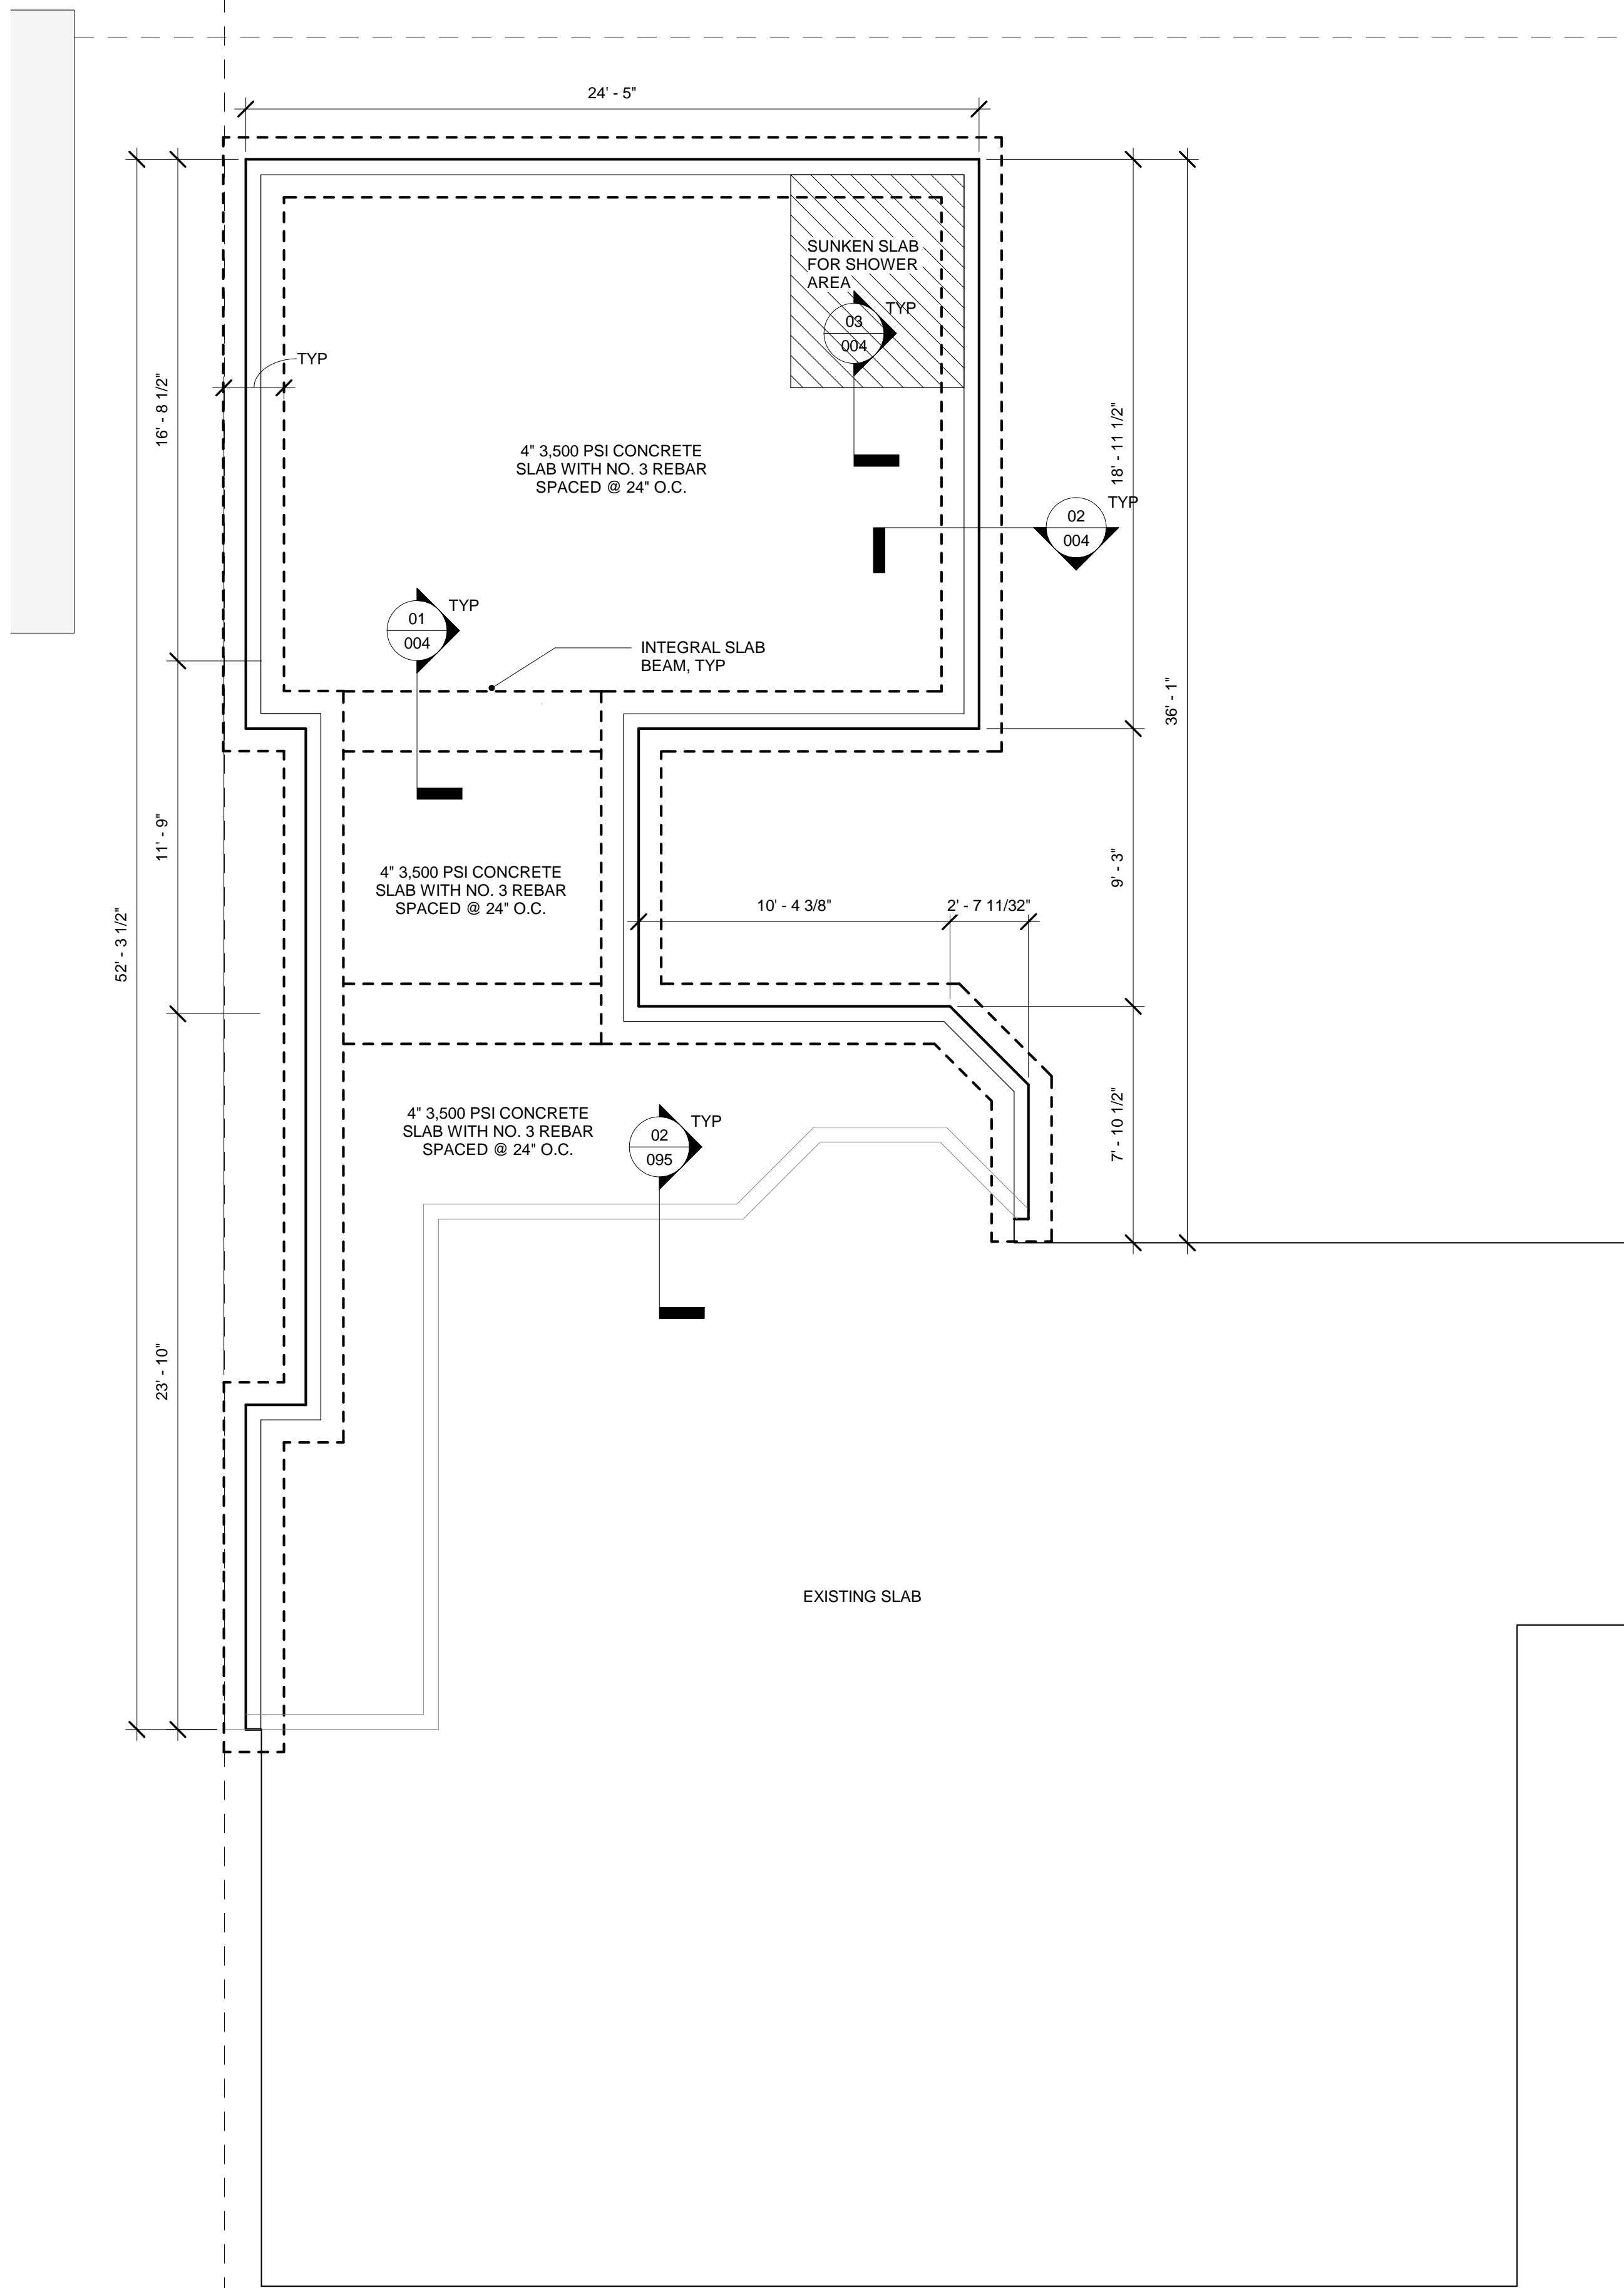 24' - 5"
SUNKEN SLAB
FOR SHOWER
AREA
03
004
TYP
TYP
16' - 8 1/2"
18' - 11 1/2"
4" 3,500 PSI CONCRETE
SLAB WITH NO. 3 REBAR
SPACED @ 24" O.C.
02
004
TYP
01
004
TYP
INTEGRAL SLAB
BEAM, TYP
36' - 1"
11' - 9"
9' - 3"
4" 3,500 PSI CONCRETE
SLAB WITH NO. 3 REBAR
SPACED @ 24" O.C.
10' - 4 3/8"
2' - 7 11/32"
52' - 3 1/2"
7' - 10 1/2"
4" 3,500 PSI CONCRETE
SLAB WITH NO. 3 REBAR
SPACED @ 24" O.C.
02
095
TYP
23' - 10"
EXISTING SLAB